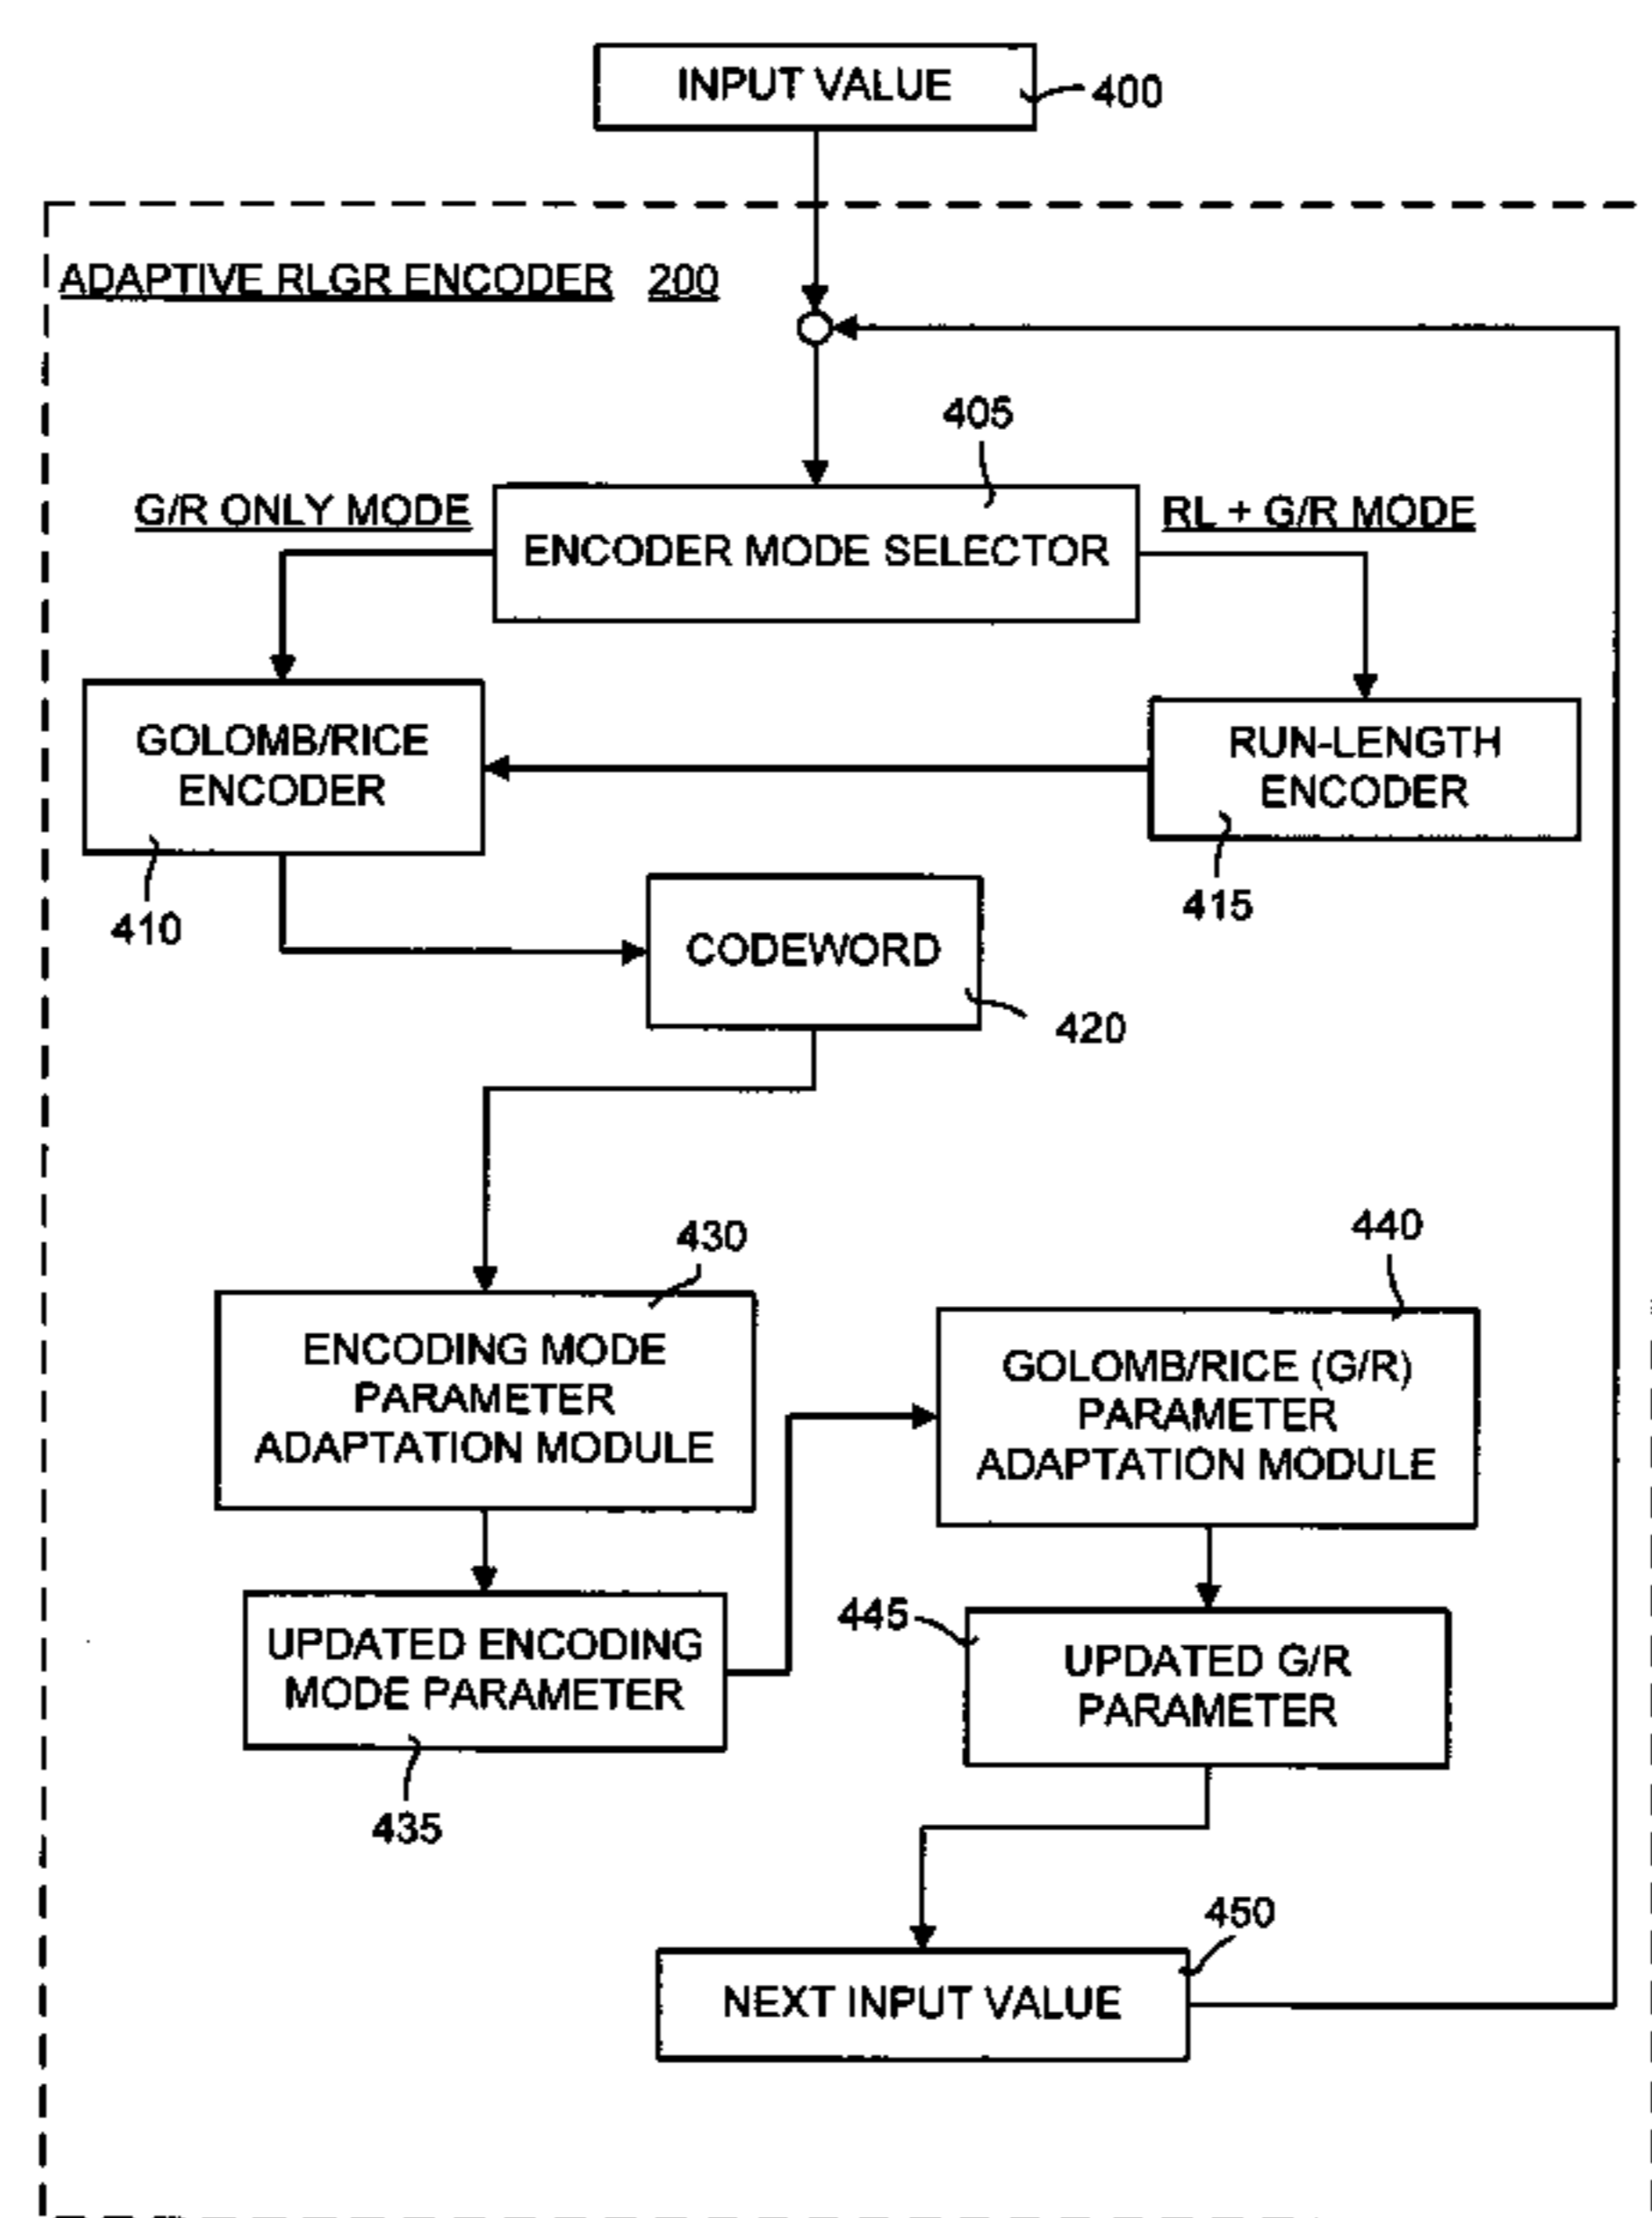 INPUT VALUE
400
ADAPTIVE RLGR ENCODER 200
405
G/R ONLY MODE
RL + G/R MODE
ENCODER MODE SELECTOR
GOLOMB/RICE
ENCODER
RUN-LENGTH
ENCODER
410
415
CODEWORD
420
430
440
ENCODING MODE
PARAMETER
ADAPTATION MODULE
GOLOMB/RICE (G/R)
PARAMETER
ADAPTATION MODULE
445
UPDATED ENCODING
MODE PARAMETER
UPDATED G/R
PARAMETER
435
450
NEXT INPUT VALUE